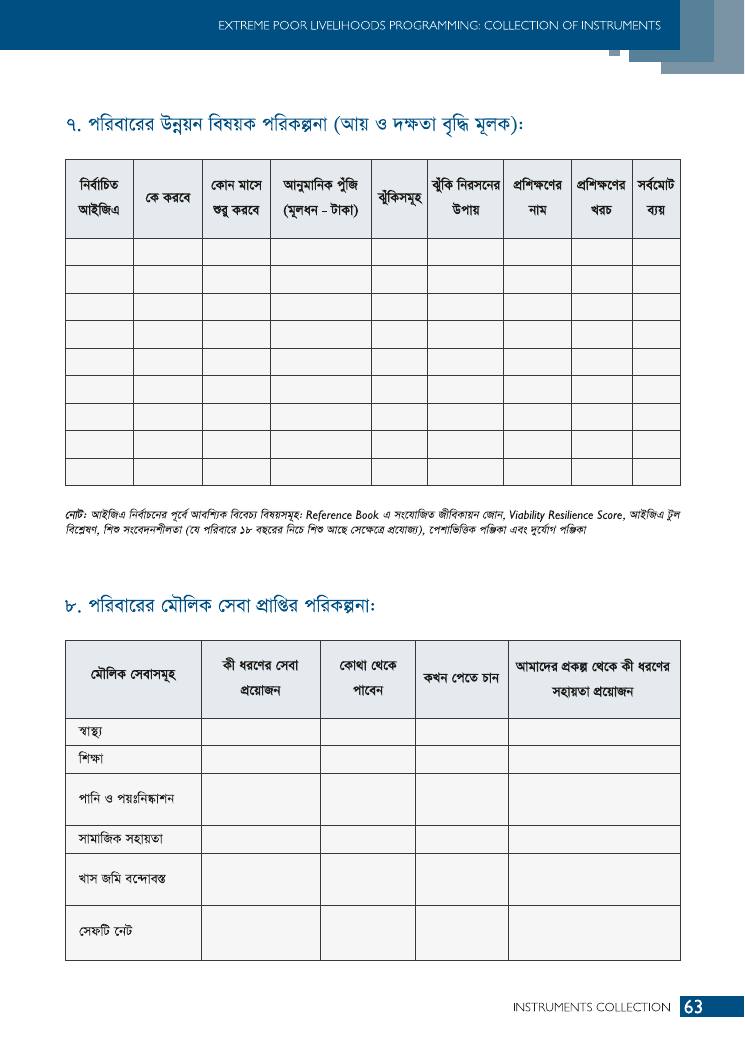 EXTREME POOR LIVELIHOODS PROGRAMMING: COLLECTION OF INSTRUMENTS
৭. পরিবারের উন্নয়ন বিষয়ক পরিকল্পনা (আয় ও দক্ষতা বৃদ্ধি মূলক):
নির্বাচিত আইজিএ
কে করবে
কোন মাসে শুরু করবে
আনুমানিক পুঁজি (মূলধন – টাকা)
ঝুঁকিসমূহ
ঝুঁকি নিরসনের উপায়
প্রশিক্ষণের নাম
প্রশিক্ষণের খরচ
সর্বমোট ব্যয়
নোট: আইজিএ নির্বাচনের পূর্বে আবশ্যিক বিবেচ্য বিষয়সমূহ: Reference Book এ সংযোজিত জীবিকায়ন জোন, Viability Resilience Score, আইজিএ টুল
বিশ্লেষণ, শিশু সংবেদনশীলতা (যে পরিবারে ১৮ বছরের নিচে শিশু আছে সেক্ষেত্রে প্রযোজ্য), পেশাভিত্তিক পঞ্জিকা এবং দুর্যোগ পঞ্জিকা
৮. পরিবারের মৌলিক সেবা প্রাপ্তির পরিকল্পনা:
মৌলিক সেবাসমূহ
কী ধরণের সেবা প্রয়োজন
কোথা থেকে পাবেন
কখন পেতে চান
আমাদের প্রকল্প থেকে কী ধরণের সহায়তা প্রয়োজন
স্বাস্থ্য
শিক্ষা
পানি ও পয়ঃনিষ্কাশন
সামাজিক সহায়তা
খাস জমি বন্দোবস্ত
সেফটি নেট
INSTRUMENTS COLLECTION 63